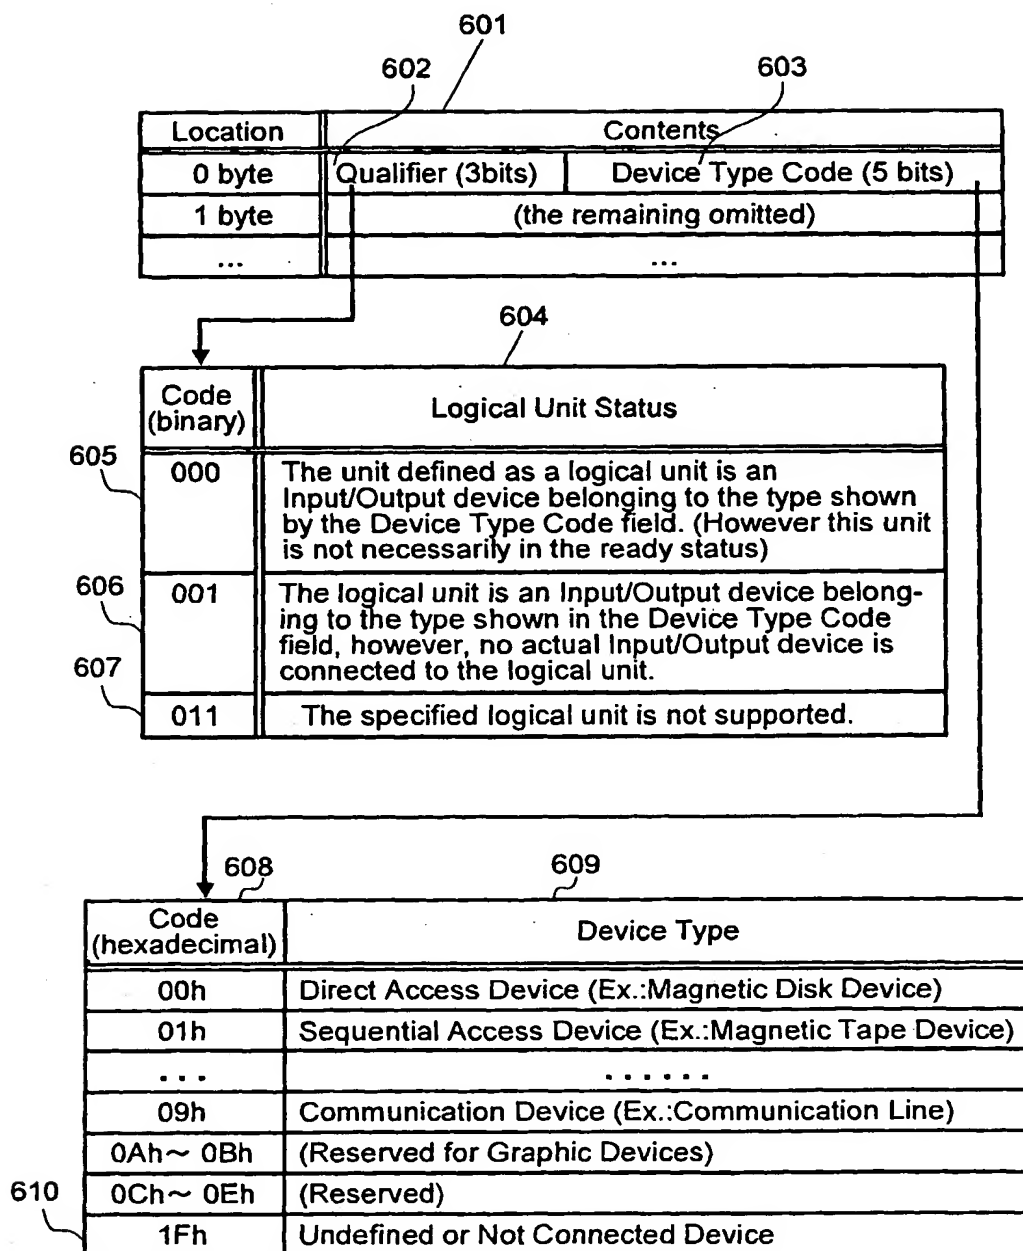 601
602
603
Location Contents
0 byte Qualifier (3bits) Device Type Code (5 bits)
1 byte (the remaining omitted)
... ...
604
Code
(binary)
Logical Unit Status
605
000 The unit defined as a logical unit is an
Input/Output device belonging to the type shown
by the Device Type Code field. (However this unit
is not necessarily in the ready status)
606
001 The logical unit is an Input/Output device belong-
ing to the type shown in the Device Type Code
field, however, no actual Input/Output device is
connected to the logical unit.
607
011 The specified logical unit is not supported.
608
609
Code
(hexadecimal)
Device Type
00h Direct Access Device (Ex.:Magnetic Disk Device)
01h Sequential Access Device (Ex.:Magnetic Tape Device)
... ......
09h Communication Device (Ex.:Communication Line)
0Ah~ 0Bh (Reserved for Graphic Devices)
610
0Ch~ 0Eh (Reserved)
1Fh Undefined or Not Connected Device